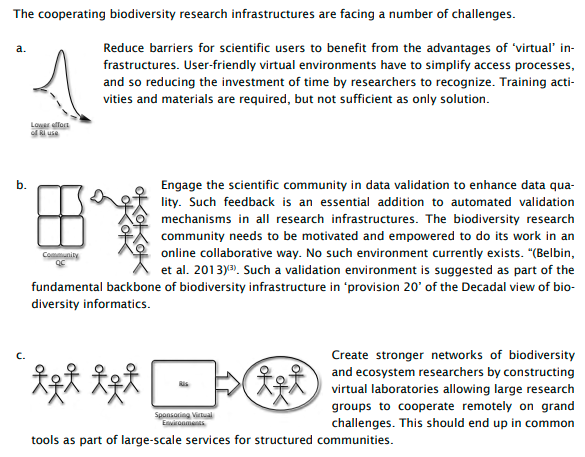 The cooperating biodiversity research infrastructures are facing a number of challenges.
a.
Reduce barriers for scientific users to benefit from the advantages of ‘virtual’ in-
frastructures. User-friendly virtual environments have to simplify access processes,
and so reducing the investment of time by researchers to recognize. Training acti-
vities and materials are required, but not sufficient as only solution.
Lower effort
of RI use
b.
Engage the scientific community in data validation to enhance data qua-
lity. Such feedback is an essential addition to automated validation
mechanisms in all research infrastructures. The biodiversity research
community needs to be motivated and empowered to do its work in an
online collaborative way. No such environment currently exists. “(Belbin,
et al. 2013)(3). Such a validation environment is suggested as part of the
fundamental backbone of biodiversity infrastructure in ‘provision 20’ of the Decadal view of bio-
diversity informatics.
Community
QC
c.
Create stronger networks of biodiversity
and ecosystem researchers by constructing
virtual laboratories allowing large research
groups to cooperate remotely on grand
challenges. This should end up in common
tools as part of large-scale services for structured communities.
RIs
Sponsoring Virtual
Environments